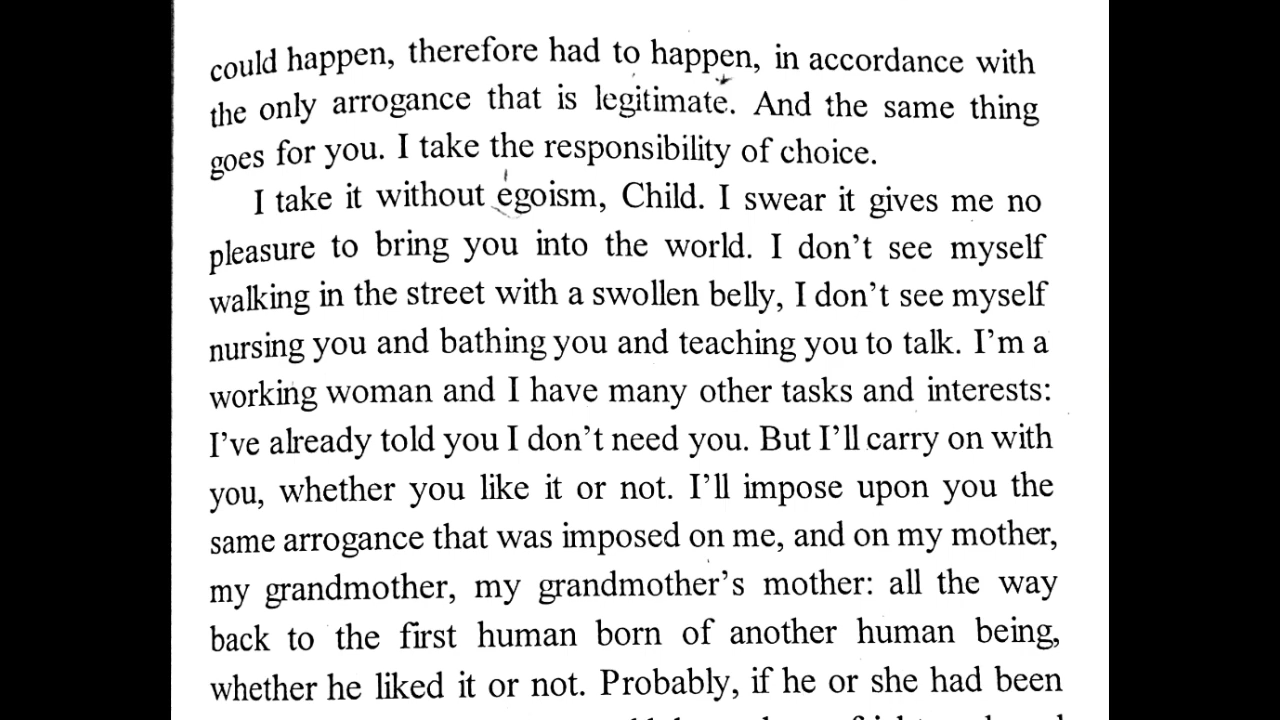 could happen, therefore had to happen, in accordance with
the only arrogance that is legitimate. And the same thing
goes for you. I take the responsibility of choice.
I take it without egoism, Child. I swear it gives me no
pleasure to bring you into the world. I don’t see myself
walking in the street with a swollen belly, I don’t see myself
nursing you and bathing you and teaching you to talk. I’m a
working woman and I have many other tasks and interests:
I’ve already told you I don’t need you. But I’ll carry on with
you, whether you like it or not. I’ll impose upon you the
same arrogance that was imposed on me, and on my mother,
my grandmother, my grandmother’s mother: all the way
back to the first human born of another human being,
whether he liked it or not. Probably, if he or she had been